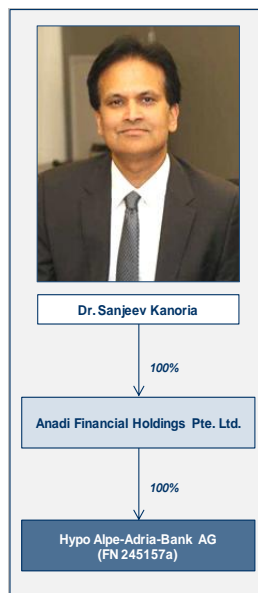 Dr. Sanjeev Kanoria
100%
Anadi Financial Holdings Pte. Ltd.
100%
Hypo Alpe-Adria-Bank AG
(FN 245157a)